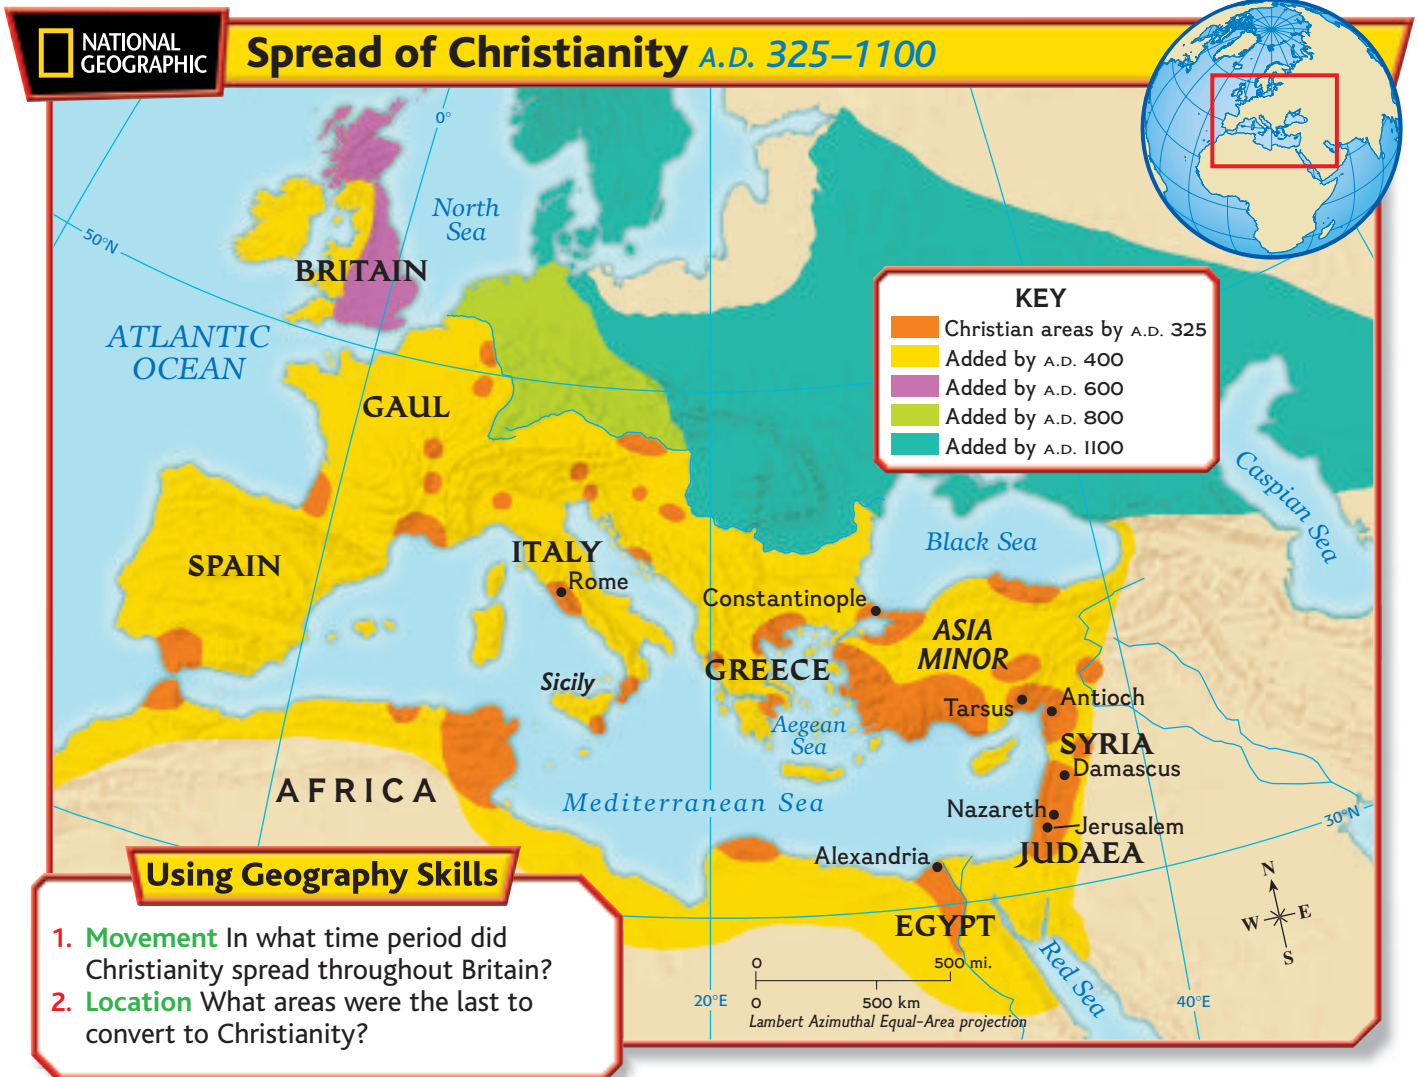 NATIONAL
GEOGRAPHIC
Spread of Christianity A.D. 325–1100
0°
50°N
North
Sea
BRITAIN
ATLANTIC
OCEAN
GAUL
KEY
Christian areas by A.D. 325
Added by A.D. 400
Added by A.D. 600
Added by A.D. 800
Added by A.D. 1100
Caspian Sea
Black Sea
SPAIN
ITALY
Rome
Constantinople
ASIA
MINOR
GREECE
Sicily
Tarsus
Antioch
Aegean
Sea
SYRIA
Damascus
AFRICA
Mediterranean Sea
Nazareth
Jerusalem
30°N
JUDAEA
Alexandria
EGYPT
Red Sea
N
W E
S
0 500 mi.
0 500 km
Lambert Azimuthal Equal-Area projection
20°E
40°E
Using Geography Skills
1. Movement In what time period did
Christianity spread throughout Britain?
2. Location What areas were the last to
convert to Christianity?